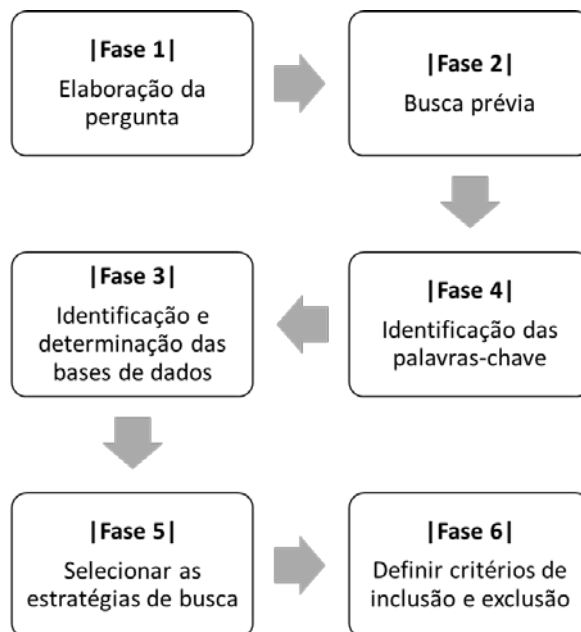 |Fase 1|
Elaboração da
pergunta
|Fase 2|
Busca prévia
|Fase 4|
Identificação das
palavras-chave
|Fase 3|
Identificação e
determinação das
bases de dados
|Fase 5|
Selecionar as
estratégias de busca
|Fase 6|
Definir critérios de
inclusão e exclusão